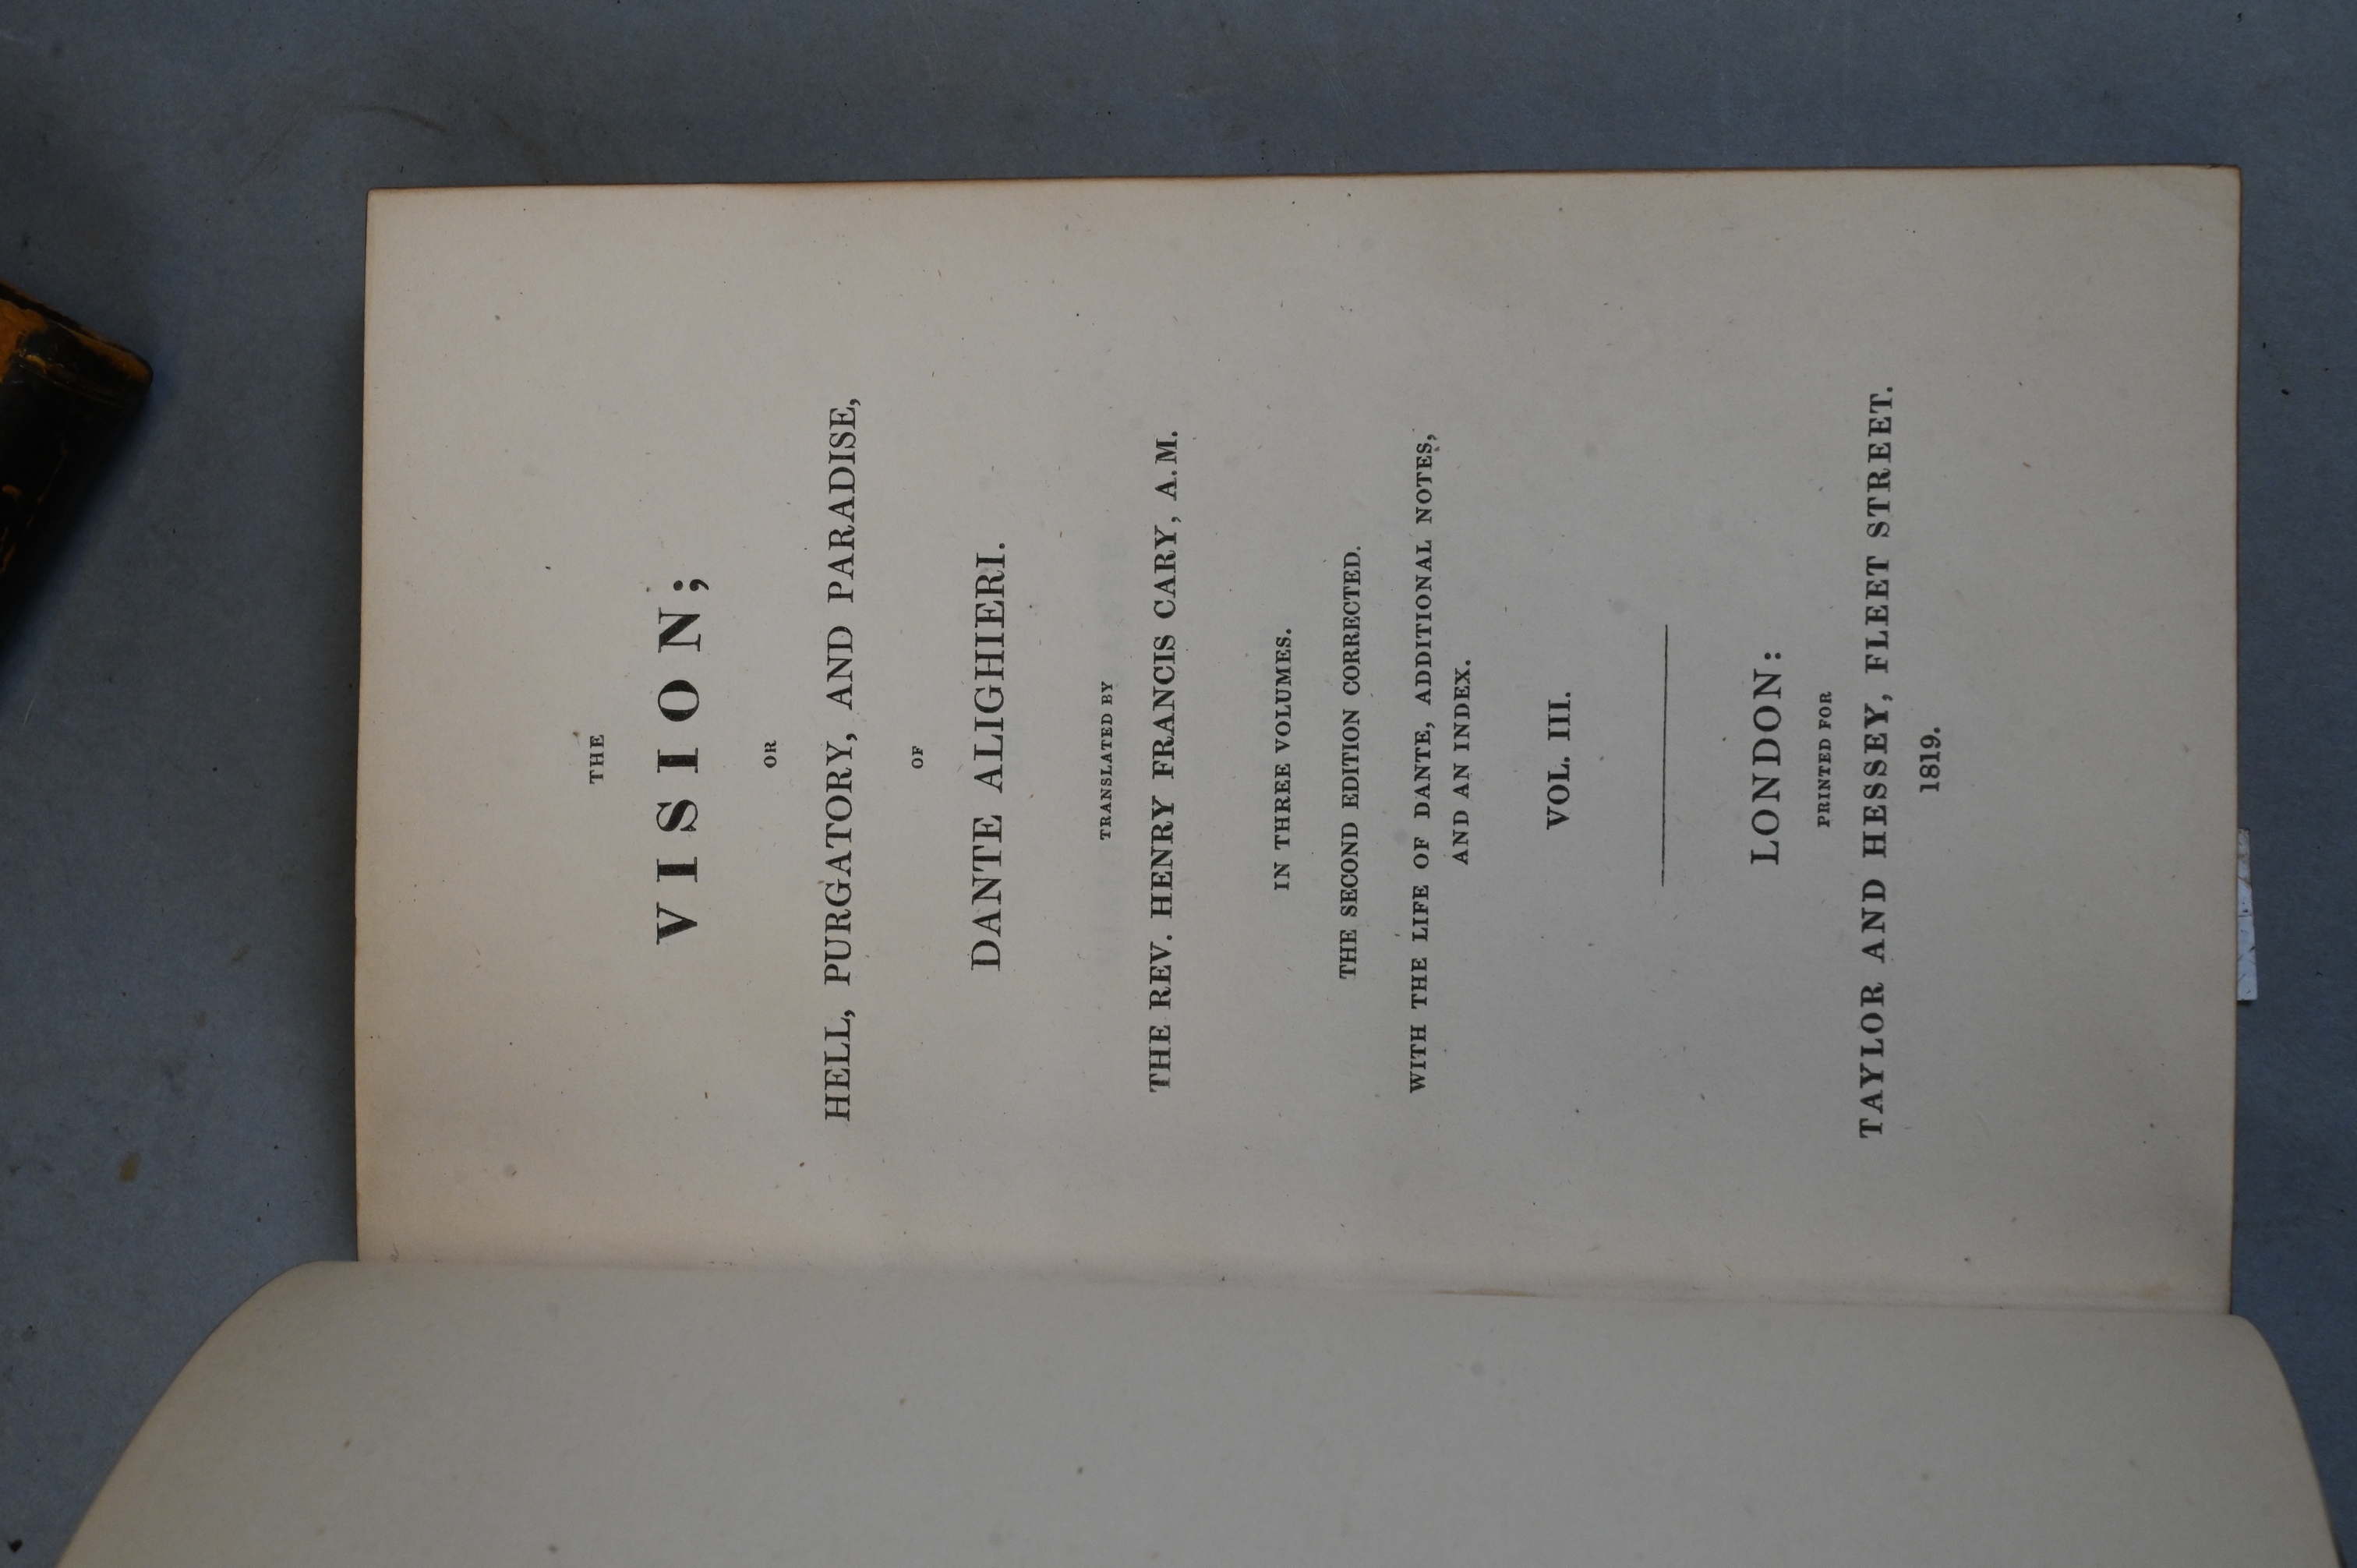 THE
VISION;
OR
HELL, PURGATORY, AND PARADISE,
OF
DANTE ALIGHIERI.
TRANSLATED BY
THE REV. HENRY FRANCIS CARY, A.M.
IN THREE VOLUMES.
THE SECOND EDITION CORRECTED.
WITH THE LIFE OF DANTE, ADDITIONAL NOTES,
AND AN INDEX.
VOL. III.
LONDON:
PRINTED FOR
TAYLOR AND HESSEY, FLEET STREET.
1819.